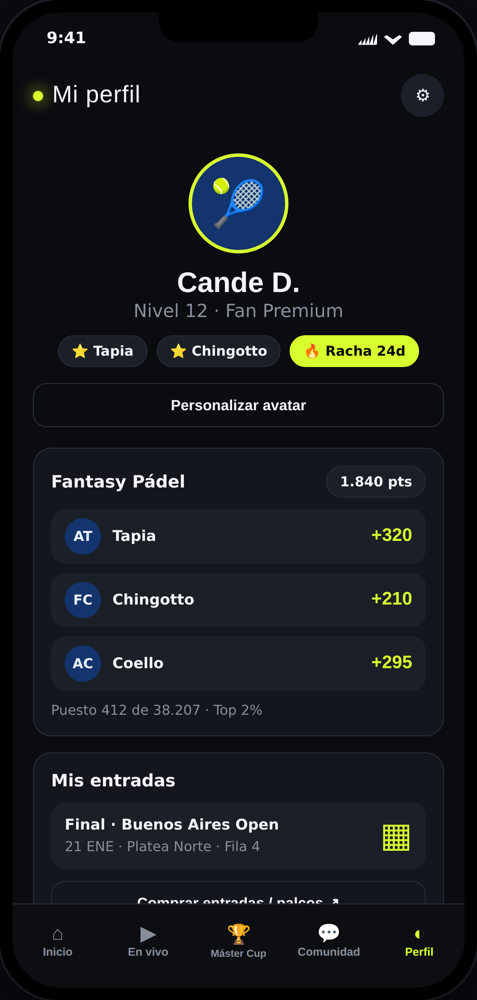 9:41
Mi perfil
Cande D.
Nivel 12 · Fan Premium
Tapia
Chingotto
Racha 24d
Personalizar avatar
Fantasy Pádel
1.840 pts
AT Tapia +320
FC Chingotto +210
AC Coello +295
Puesto 412 de 38.207 · Top 2%
Mis entradas
Final · Buenos Aires Open
21 ENE · Platea Norte · Fila 4
Comprar entradas / palcos ↗
Inicio
En vivo
Máster Cup
Comunidad
Perfil